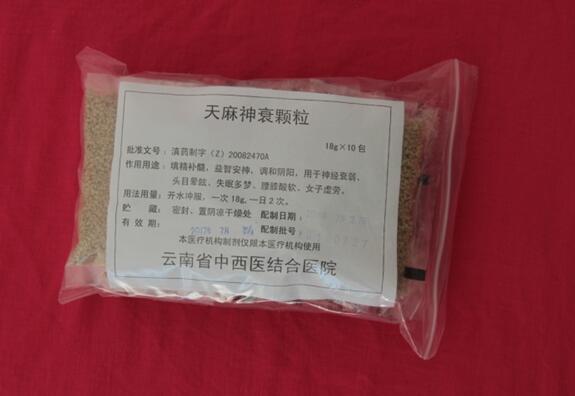 天麻神衰颗粒
18g×10包
批准文号：滇药制字（Z）20082470A
作用用途：填精补髓，益智安神，调和阴阳，用于神经衰弱、
头目晕眩、失眠多梦、腰膝酸软、女子虚劳。
用法用量：开水冲服，一次18g，一日2次。
贮 藏：密封、置阴凉干燥处 配制日期：
有 效 期： 配制批号：
本医疗机构制剂仅限本医疗机构使用
云南省中西医结合医院